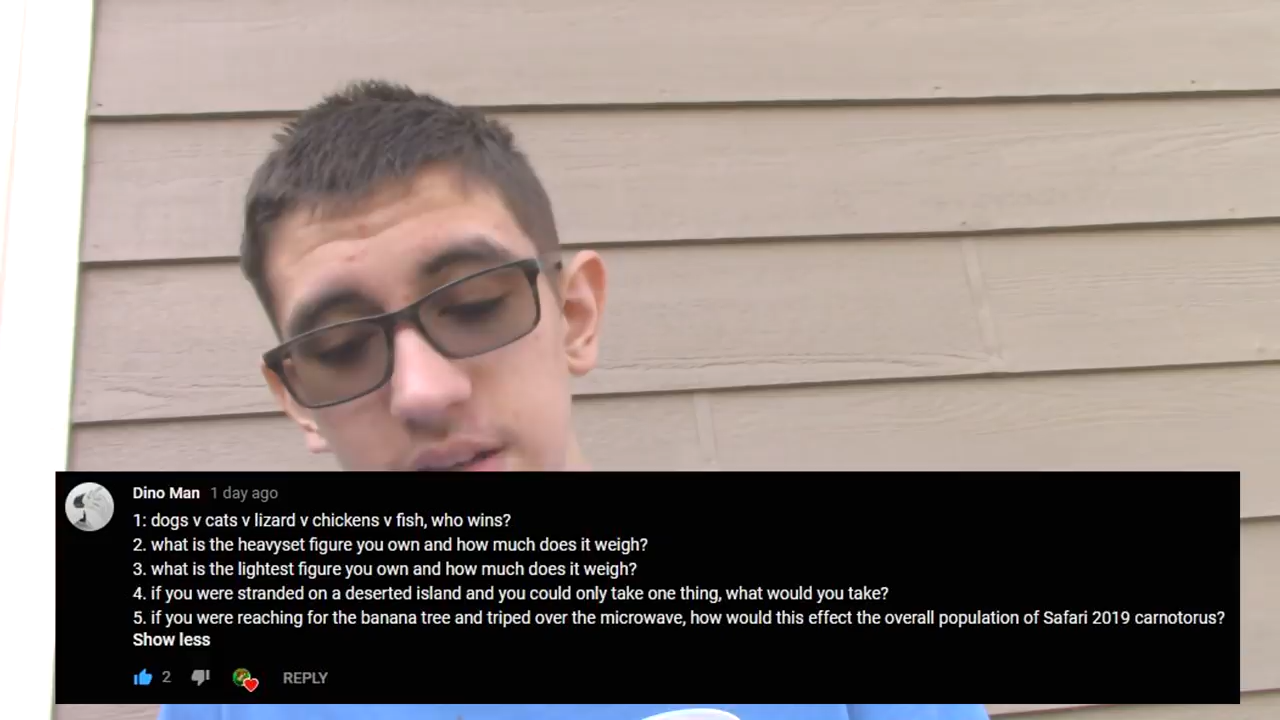 Dino Man 1 day ago
1: dogs v cats v lizard v chickens v fish, who wins?
2. what is the heavyset figure you own and how much does it weigh?
3. what is the lightest figure you own and how much does it weigh?
4. if you were stranded on a deserted island and you could only take one thing, what would you take?
5. if you were reaching for the banana tree and triped over the microwave, how would this effect the overall population of Safari 2019 carnotorus?
Show less
2 REPLY